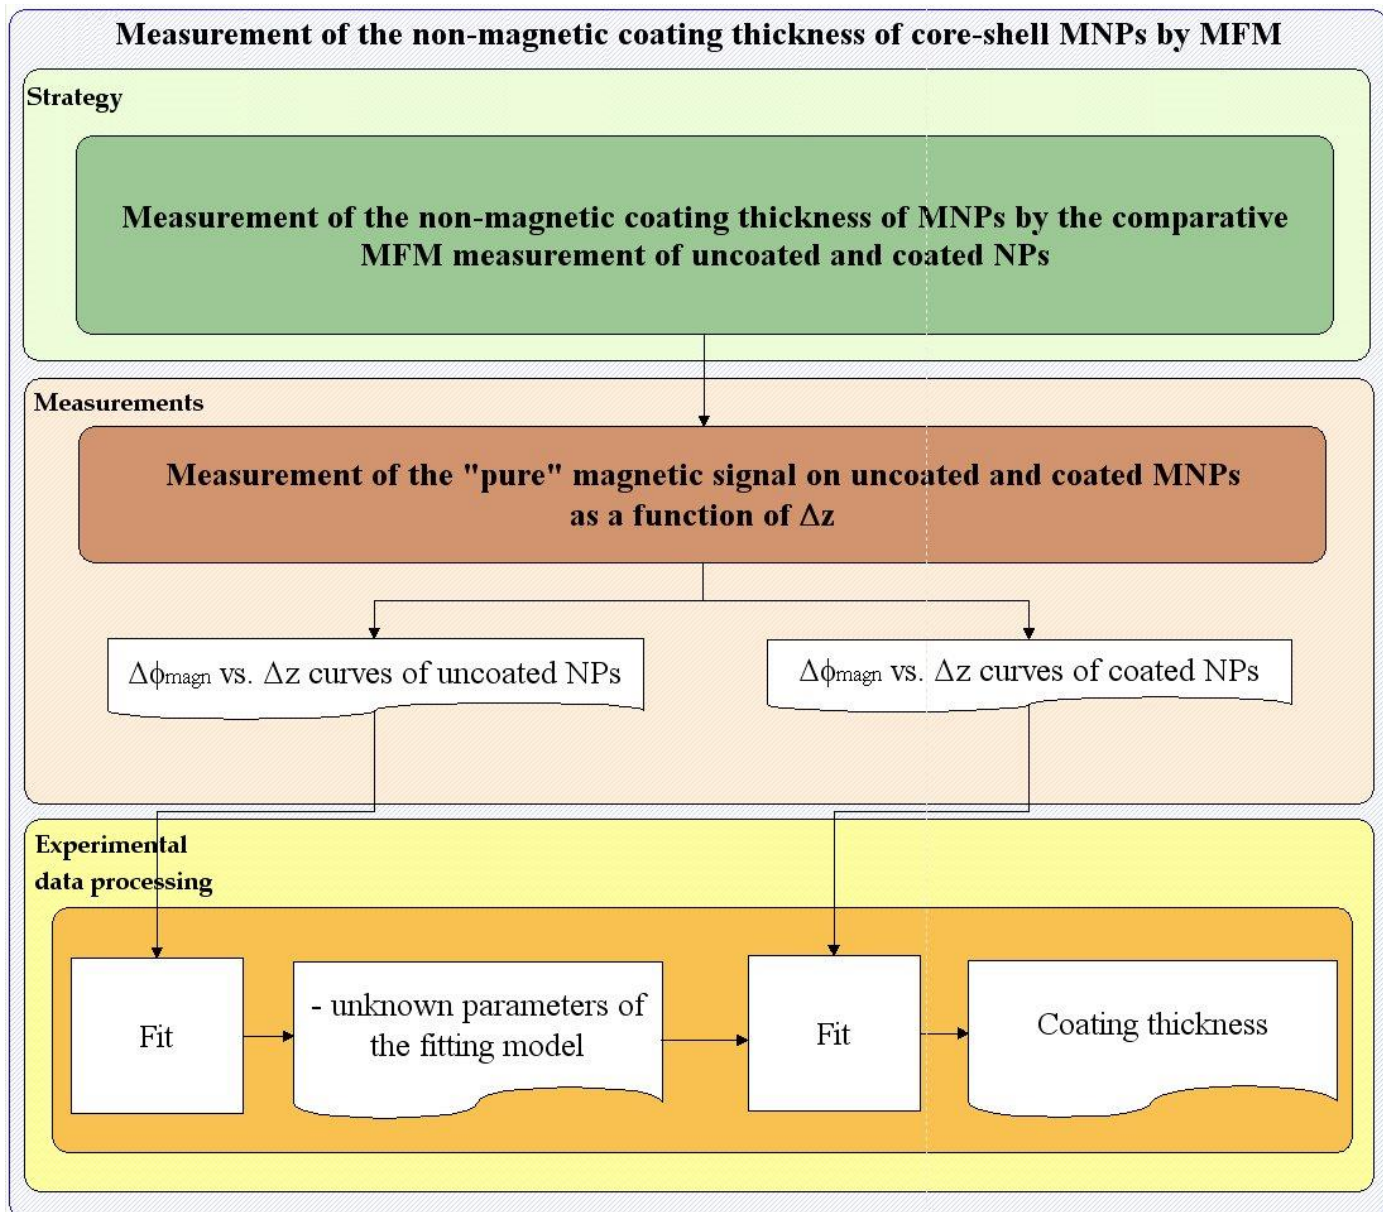 Measurement of the non-magnetic coating thickness of core-shell MNPs by MFM
Strategy
Measurement of the non-magnetic coating thickness of MNPs by the comparative
MFM measurement of uncoated and coated NPs
Measurements
Measurement of the "pure" magnetic signal on uncoated and coated MNPs
as a function of Δz
Δϕmagn vs. Δz curves of uncoated NPs
Δϕmagn vs. Δz curves of coated NPs
Experimental
data processing
Fit
- unknown parameters of
the fitting model
Fit
Coating thickness